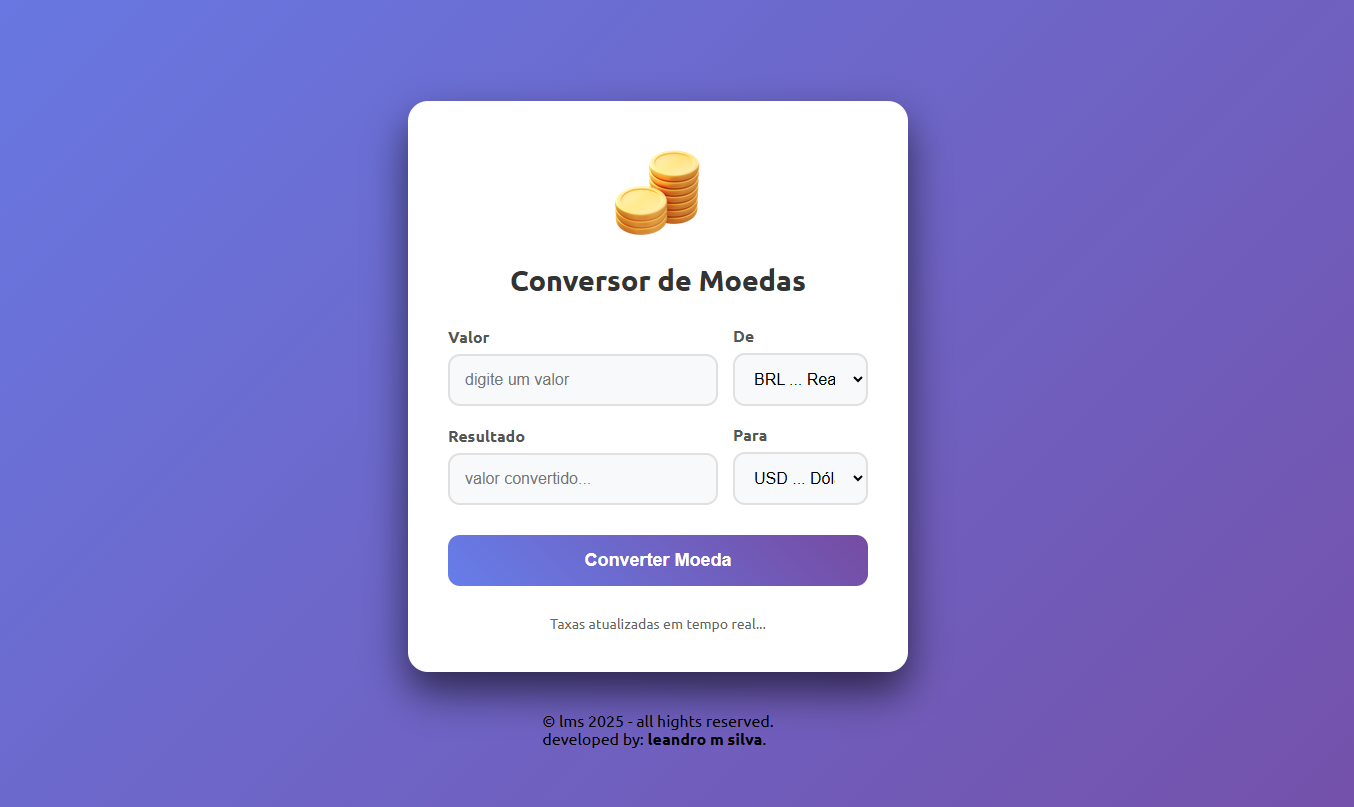 Conversor de Moedas
Valor
De
digite um valor
BRL ... Rea
Resultado
Para
valor convertido...
USD ... Dól
Converter Moeda
Taxas atualizadas em tempo real...
© lms 2025 - all hights reserved.
developed by: leandro m silva.